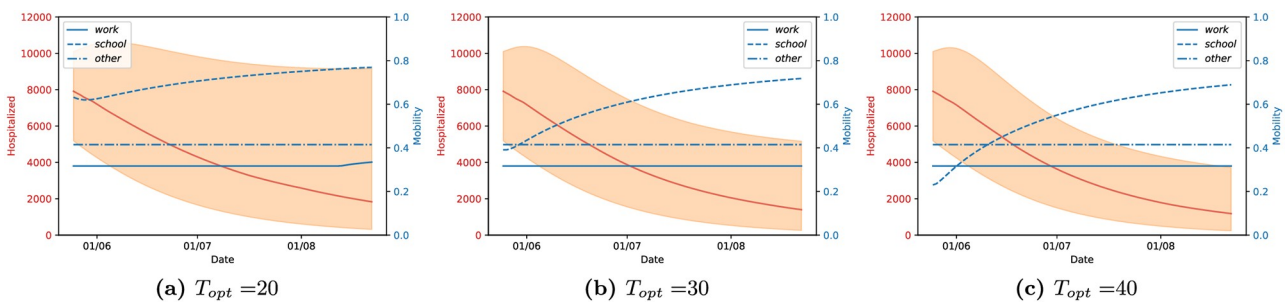 12000
10000
8000
6000
4000
2000
0
Hospitalized
work
school
other
1.0
0.8
0.6
0.4
0.2
0.0
Mobility
01/06
01/07
01/08
Date
(a) T_opt =20
12000
10000
8000
6000
4000
2000
0
Hospitalized
work
school
other
1.0
0.8
0.6
0.4
0.2
0.0
Mobility
01/06
01/07
01/08
Date
(b) T_opt =30
12000
10000
8000
6000
4000
2000
0
Hospitalized
work
school
other
1.0
0.8
0.6
0.4
0.2
0.0
Mobility
01/06
01/07
01/08
Date
(c) T_opt =40